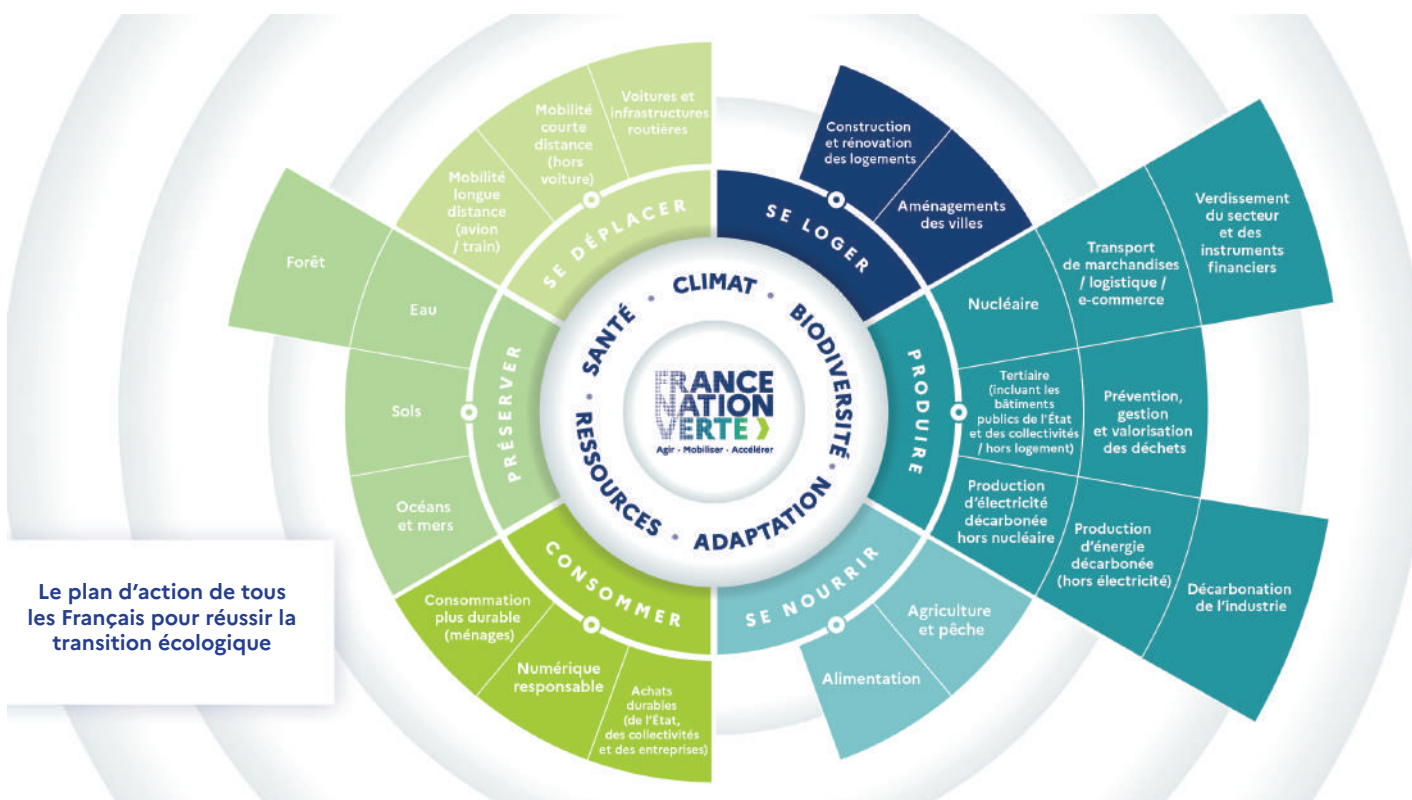 Voitures et
infrastructures
routières
Mobilité
courte
distance
(hors
voiture)
Mobilité
longue
distance
(avion
/ train)
SE DÉPLACER
Construction
et rénovation
des logements
Aménagements
des villes
SE LOGER
Verdissement
du secteur
et des
instruments
financiers
Transport
de marchandises
/ logistique /
e-commerce
Nucléaire
Tertiaire
(incluant les
bâtiments
publics de l'État
et des collectivités
/ hors logement)
Prévention,
gestion
et valorisation
des déchets
Production
d'électricité
décarbonée
hors nucléaire
Production
d'énergie
décarbonée
(hors électricité)
Décarbonation
de l'industrie
PRODUIRE
Forêt
Eau
Sols
Océans
et mers
PRÉSERVER
SANTÉ • CLIMAT • BIODIVERSITÉ • ADAPTATION • RESSOURCES •
FRANCE
NATION
VERTE
Agir • Mobiliser • Accélérer
CONSOMMER
Consommation
plus durable
(ménages)
Numérique
responsable
Achats
durables
(de l'État,
des collectivités
et des entreprises)
SE NOURRIR
Agriculture
et pêche
Alimentation
Le plan d'action de tous
les Français pour réussir la
transition écologique